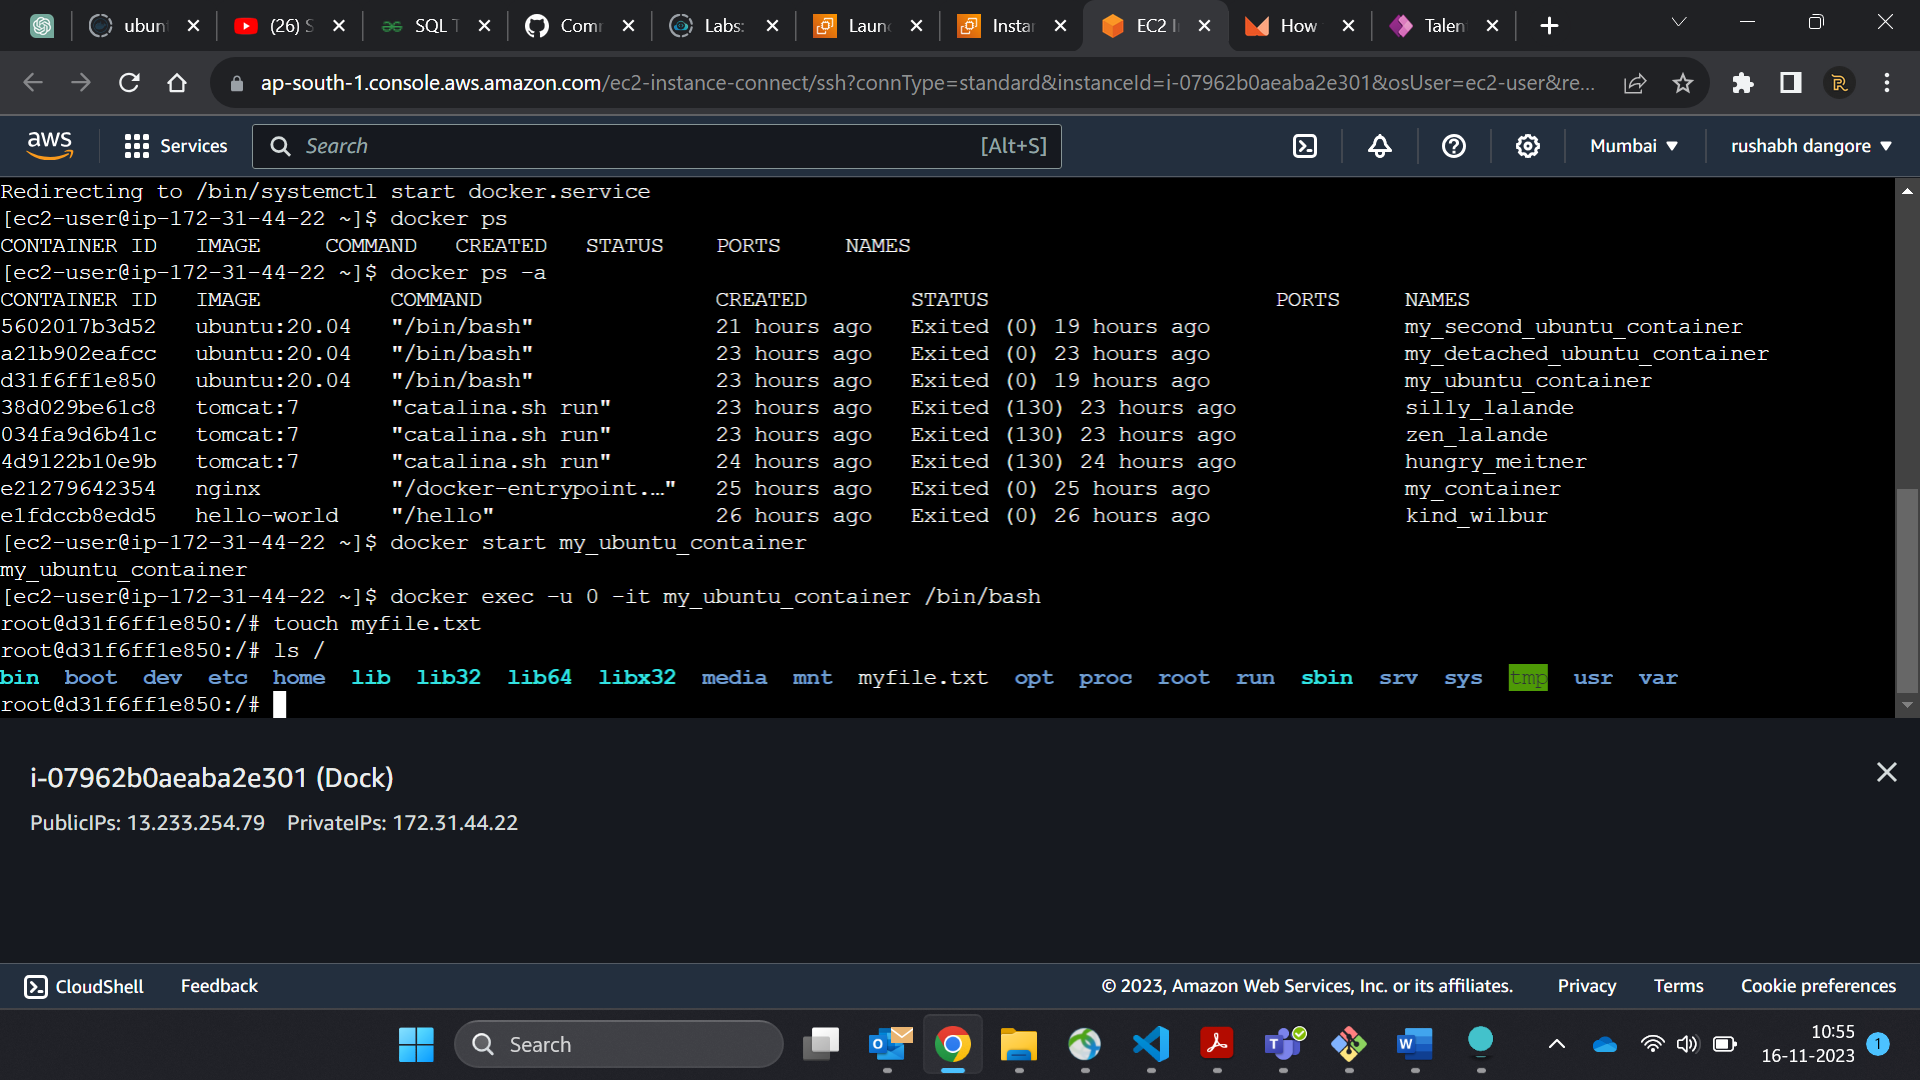 ubun
(26) S
SQL T
Comm
Labs:
Laun
Instan
EC2 I
How
Talen
ap-south-1.console.aws.amazon.com/ec2-instance-connect/ssh?connType=standard&instanceId=i-07962b0aeaba2e301&osUser=ec2-user&re...
aws Services Search [Alt+S] Mumbai rushabh dangore
Redirecting to /bin/systemctl start docker.service
[ec2-user@ip-172-31-44-22 ~]$ docker ps
CONTAINER ID IMAGE COMMAND CREATED STATUS PORTS NAMES
[ec2-user@ip-172-31-44-22 ~]$ docker ps -a
CONTAINER ID IMAGE COMMAND CREATED STATUS PORTS NAMES
5602017b3d52 ubuntu:20.04 "/bin/bash" 21 hours ago Exited (0) 19 hours ago my_second_ubuntu_container
a21b902eafcc ubuntu:20.04 "/bin/bash" 23 hours ago Exited (0) 23 hours ago my_detached_ubuntu_container
d31f6ff1e850 ubuntu:20.04 "/bin/bash" 23 hours ago Exited (0) 19 hours ago my_ubuntu_container
38d029be61c8 tomcat:7 "catalina.sh run" 23 hours ago Exited (130) 23 hours ago silly_lalande
034fa9d6b41c tomcat:7 "catalina.sh run" 23 hours ago Exited (130) 23 hours ago zen_lalande
4d9122b10e9b tomcat:7 "catalina.sh run" 24 hours ago Exited (130) 24 hours ago hungry_meitner
e21279642354 nginx "/docker-entrypoint.…" 25 hours ago Exited (0) 25 hours ago my_container
e1fdccb8edd5 hello-world "/hello" 26 hours ago Exited (0) 26 hours ago kind_wilbur
[ec2-user@ip-172-31-44-22 ~]$ docker start my_ubuntu_container
my_ubuntu_container
[ec2-user@ip-172-31-44-22 ~]$ docker exec -u 0 -it my_ubuntu_container /bin/bash
root@d31f6ff1e850:/# touch myfile.txt
root@d31f6ff1e850:/# ls /
bin boot dev etc home lib lib32 lib64 libx32 media mnt myfile.txt opt proc root run sbin srv sys tmp usr var
root@d31f6ff1e850:/#
i-07962b0aeaba2e301 (Dock)
PublicIPs: 13.233.254.79 PrivateIPs: 172.31.44.22
CloudShell Feedback © 2023, Amazon Web Services, Inc. or its affiliates. Privacy Terms Cookie preferences
Search
10:55
16-11-2023
1